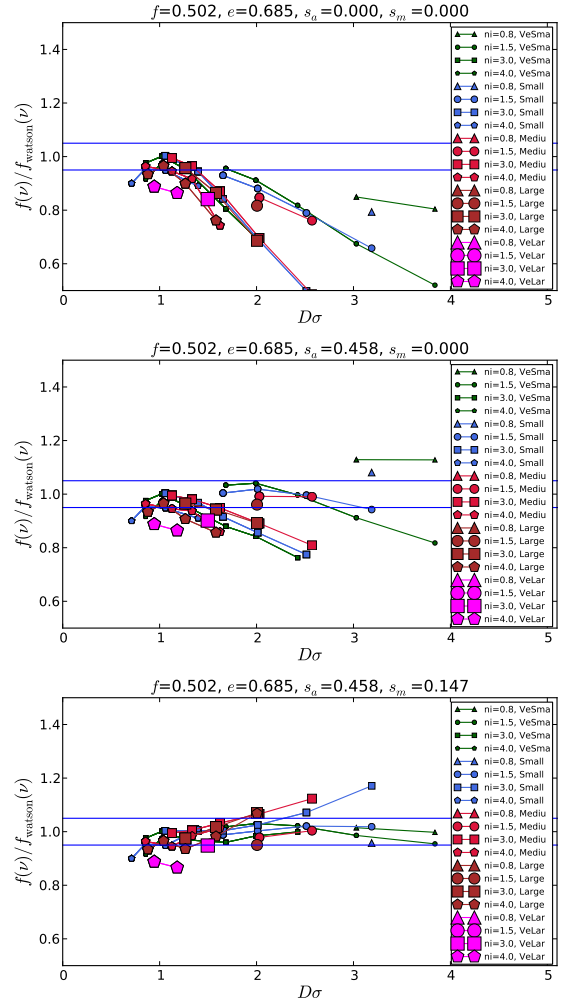 f=0.502, e=0.685, s_a=0.000, s_m=0.000
f(ν)/f_watson(ν)
1.4
1.2
1.0
0.8
0.6
0 1 2 3 4 5
Dσ
ni=0.8, VeSma
ni=1.5, VeSma
ni=3.0, VeSma
ni=4.0, VeSma
ni=0.8, Small
ni=1.5, Small
ni=3.0, Small
ni=4.0, Small
ni=0.8, Mediu
ni=1.5, Mediu
ni=3.0, Mediu
ni=4.0, Mediu
ni=0.8, Large
ni=1.5, Large
ni=3.0, Large
ni=4.0, Large
ni=0.8, VeLar
ni=1.5, VeLar
ni=3.0, VeLar
ni=4.0, VeLar
f=0.502, e=0.685, s_a=0.458, s_m=0.000
f(ν)/f_watson(ν)
1.4
1.2
1.0
0.8
0.6
0 1 2 3 4 5
Dσ
ni=0.8, VeSma
ni=1.5, VeSma
ni=3.0, VeSma
ni=4.0, VeSma
ni=0.8, Small
ni=1.5, Small
ni=3.0, Small
ni=4.0, Small
ni=0.8, Mediu
ni=1.5, Mediu
ni=3.0, Mediu
ni=4.0, Mediu
ni=0.8, Large
ni=1.5, Large
ni=3.0, Large
ni=4.0, Large
ni=0.8, VeLar
ni=1.5, VeLar
ni=3.0, VeLar
ni=4.0, VeLar
f=0.502, e=0.685, s_a=0.458, s_m=0.147
f(ν)/f_watson(ν)
1.4
1.2
1.0
0.8
0.6
0 1 2 3 4 5
Dσ
ni=0.8, VeSma
ni=1.5, VeSma
ni=3.0, VeSma
ni=4.0, VeSma
ni=0.8, Small
ni=1.5, Small
ni=3.0, Small
ni=4.0, Small
ni=0.8, Mediu
ni=1.5, Mediu
ni=3.0, Mediu
ni=4.0, Mediu
ni=0.8, Large
ni=1.5, Large
ni=3.0, Large
ni=4.0, Large
ni=0.8, VeLar
ni=1.5, VeLar
ni=3.0, VeLar
ni=4.0, VeLar